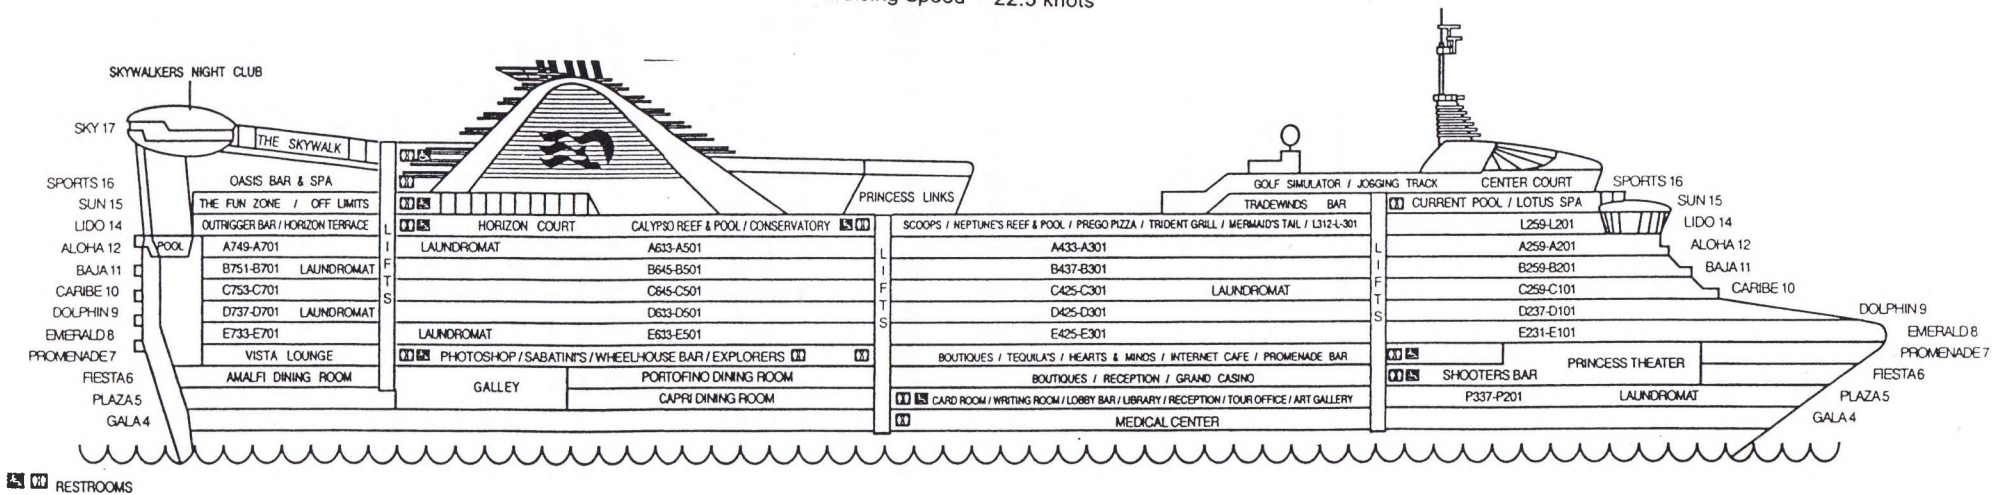 Speed 22.5 knots
SKYWALKERS NIGHT CLUB
SKY 17
THE SKYWALK
SPORTS 16
OASIS BAR & SPA
PRINCESS LINKS
GOLF SIMULATOR / JOGGING TRACK
CENTER COURT
SPORTS 16
SUN 15
THE FUN ZONE / OFF LIMITS
TRADEWINDS BAR
CURRENT POOL / LOTUS SPA
SUN 15
LIDO 14
OUTRIGGER BAR / HORIZON TERRACE
HORIZON COURT
CALYPSO REEF & POOL / CONSERVATORY
SCOOPS / NEPTUNE'S REEF & POOL / PREGO PIZZA / TRIDENT GRILL / MERMAID'S TAIL / L312-L-301
L259-L201
LIDO 14
ALOHA 12
POOL
A749-A701
LAUNDROMAT
A633-A501
A433-A301
A259-A201
ALOHA 12
BAJA 11
B751-B701
LAUNDROMAT
B645-B501
B437-B301
B259-B201
BAJA 11
CARIBE 10
C753-C701
C645-C501
C425-C301
LAUNDROMAT
C259-C101
CARIBE 10
DOLPHIN 9
D737-D701
LAUNDROMAT
D633-D501
D425-D301
D237-D101
DOLPHIN 9
EMERALD 8
E733-E701
LAUNDROMAT
E633-E501
E425-E301
E231-E101
EMERALD 8
LIFTS
LIFTS
LIFTS
PROMENADE 7
VISTA LOUNGE
PHOTOSHOP / SABATINI'S / WHEELHOUSE BAR / EXPLORERS
BOUTIQUES / TEQUILA'S / HEARTS & MINDS / INTERNET CAFE / PROMENADE BAR
PRINCESS THEATER
PROMENADE 7
FIESTA 6
AMALFI DINING ROOM
GALLEY
PORTOFINO DINING ROOM
BOUTIQUES / RECEPTION / GRAND CASINO
SHOOTERS BAR
FIESTA 6
PLAZA 5
CAPRI DINING ROOM
CARD ROOM / WRITING ROOM / LOBBY BAR / LIBRARY / RECEPTION / TOUR OFFICE / ART GALLERY
P337-P201
LAUNDROMAT
PLAZA 5
GALA 4
MEDICAL CENTER
GALA 4
RESTROOMS